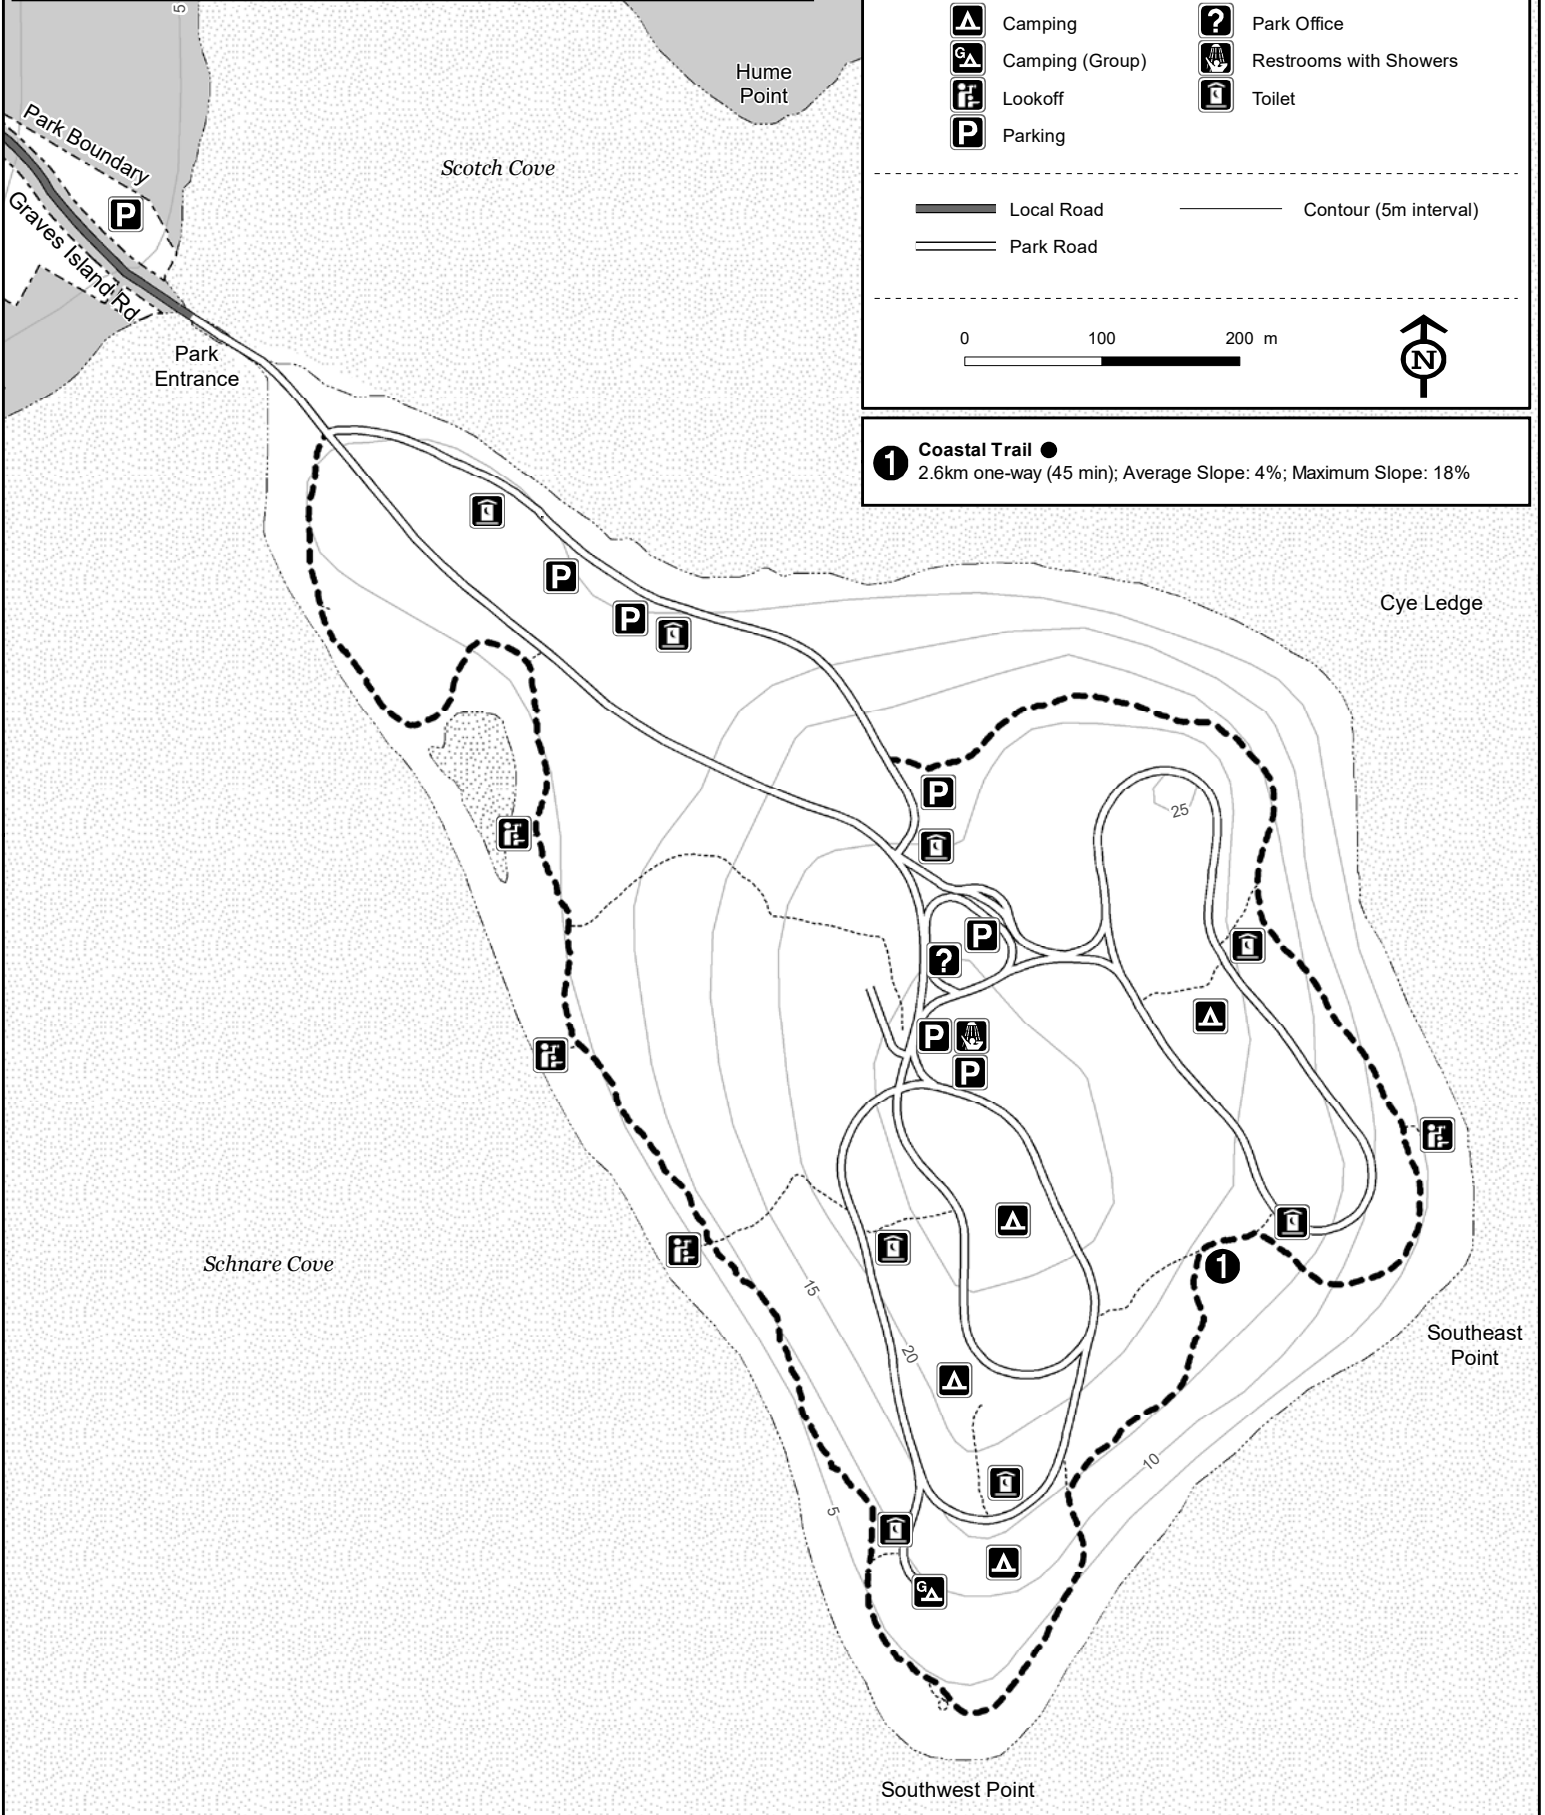 5
Hume
Point
Camping
Park Office
G
Camping (Group)
Restrooms with Showers
Lookoff
Toilet
P
Parking
?
Park Boundary
P
Graves Island Rd
Scotch Cove
Local Road
Contour (5m interval)
Park Road
0 100 200 m
N
Park
Entrance
1 Coastal Trail
2.6km one-way (45 min); Average Slope: 4%; Maximum Slope: 18%
P
P
Cye Ledge
P
25
P
?
P
P
Schnare Cove
1
15
20
Southeast
Point
10
5
G
Southwest Point